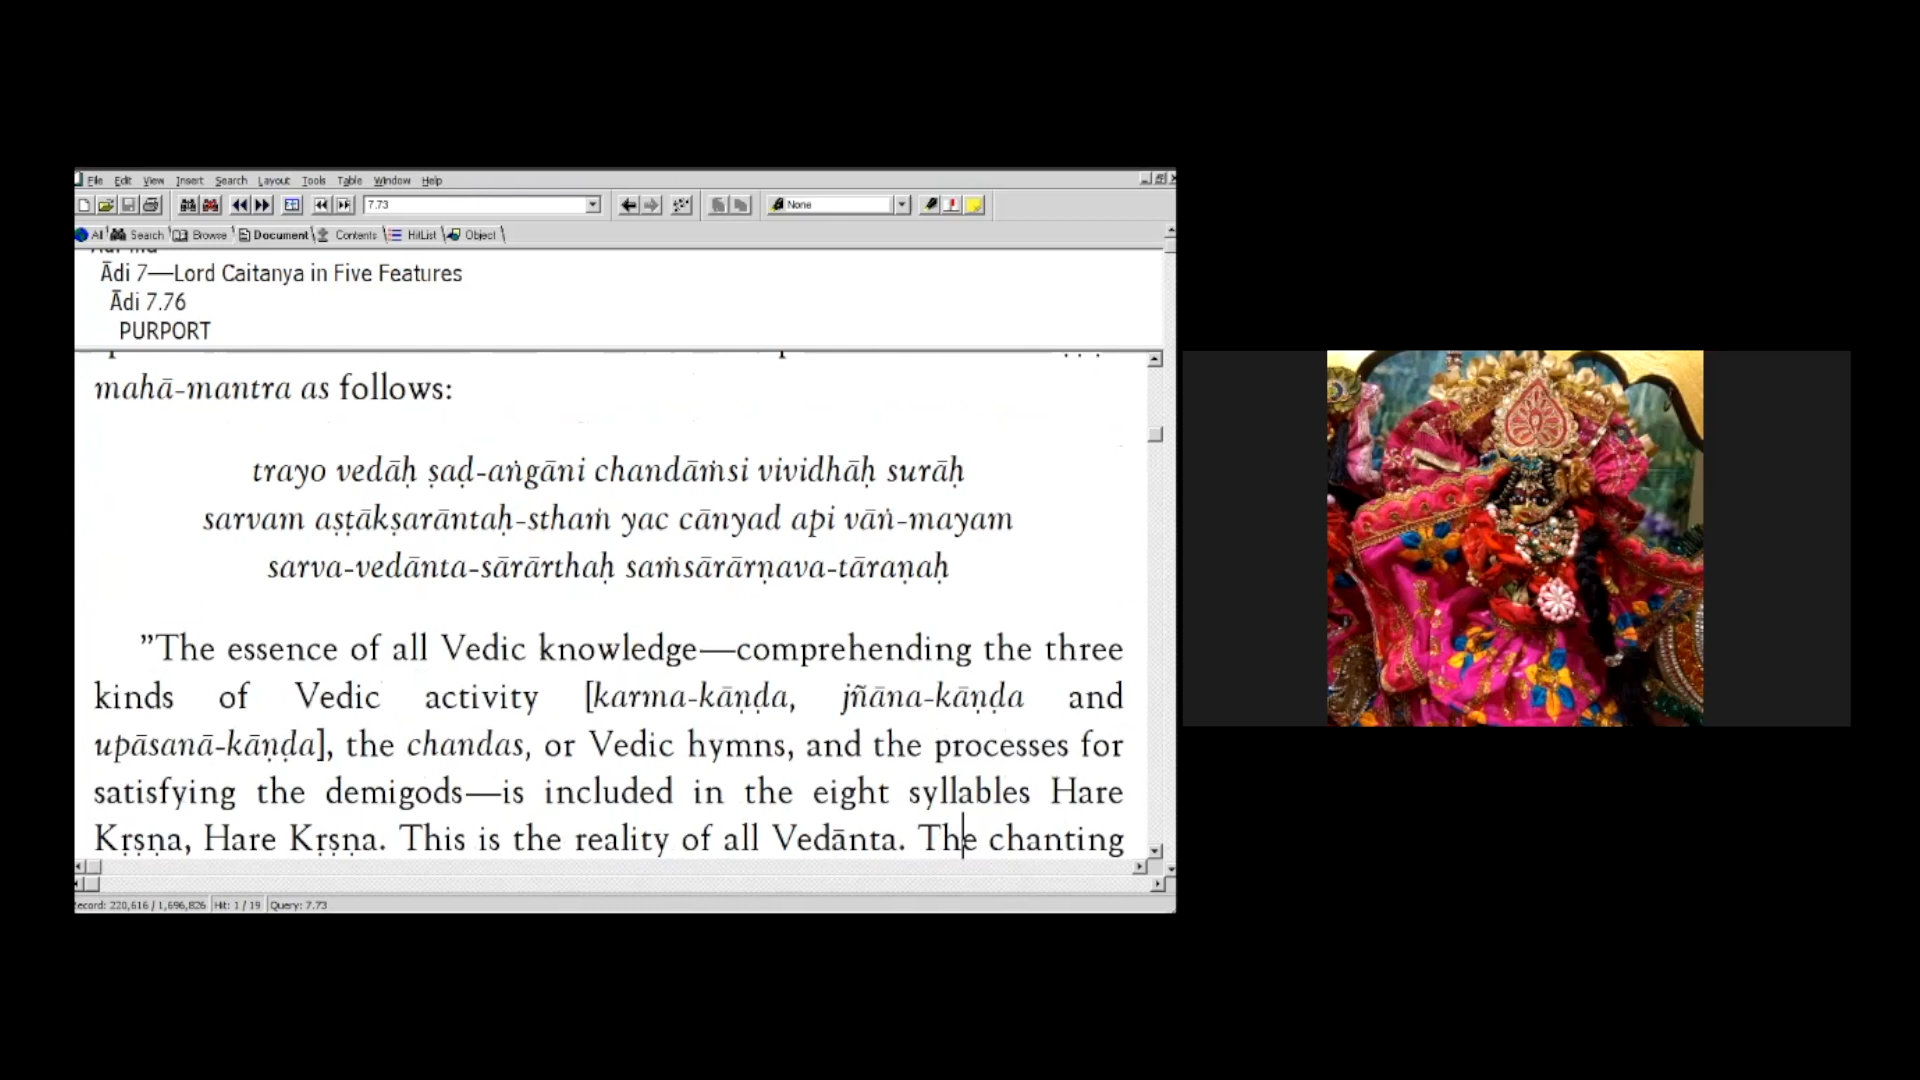 File Edit View Insert Search Layout Tools Table Window Help
7.73
None
All Search Browse Document Contents HitList Object
Ādi 7—Lord Caitanya in Five Features
Ādi 7.76
PURPORT
mahā-mantra as follows:
trayo vedāḥ ṣaḍ-aṅgāni chandāṁsi vividhāḥ surāḥ
sarvam aṣṭākṣarāntaḥ-sthaṁ yac cānyad api vāṅ-mayam
sarva-vedānta-sārārthaḥ saṁsārārṇava-tāraṇaḥ
”The essence of all Vedic knowledge—comprehending the three
kinds of Vedic activity [karma-kāṇḍa, jñāna-kāṇḍa and
upāsanā-kāṇḍa], the chandas, or Vedic hymns, and the processes for
satisfying the demigods—is included in the eight syllables Hare
Kṛṣṇa, Hare Kṛṣṇa. This is the reality of all Vedānta. The chanting
ecord: 220,616 / 1,696,826 Hit: 1 / 19 Query: 7.73